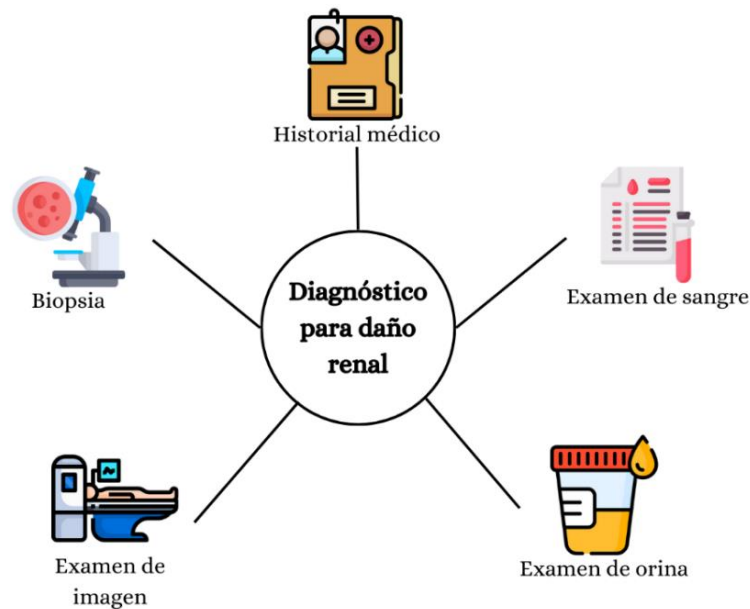 Historial médico
Biopsia
Examen de sangre
Diagnóstico
para daño
renal
Examen de
imagen
Examen de orina